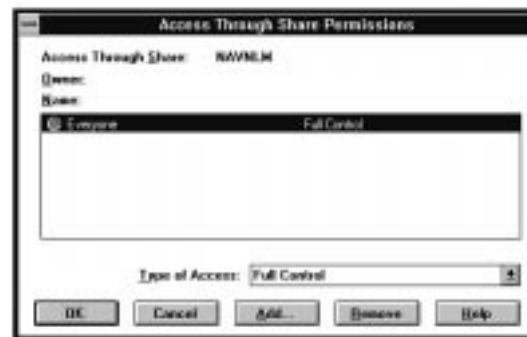 Access Through Share Permissions
Access Through Share: NAVNLM
Owner:
Name:
Everyone Full Control
Type of Access: Full Control
OK Cancel Add... Remove Help